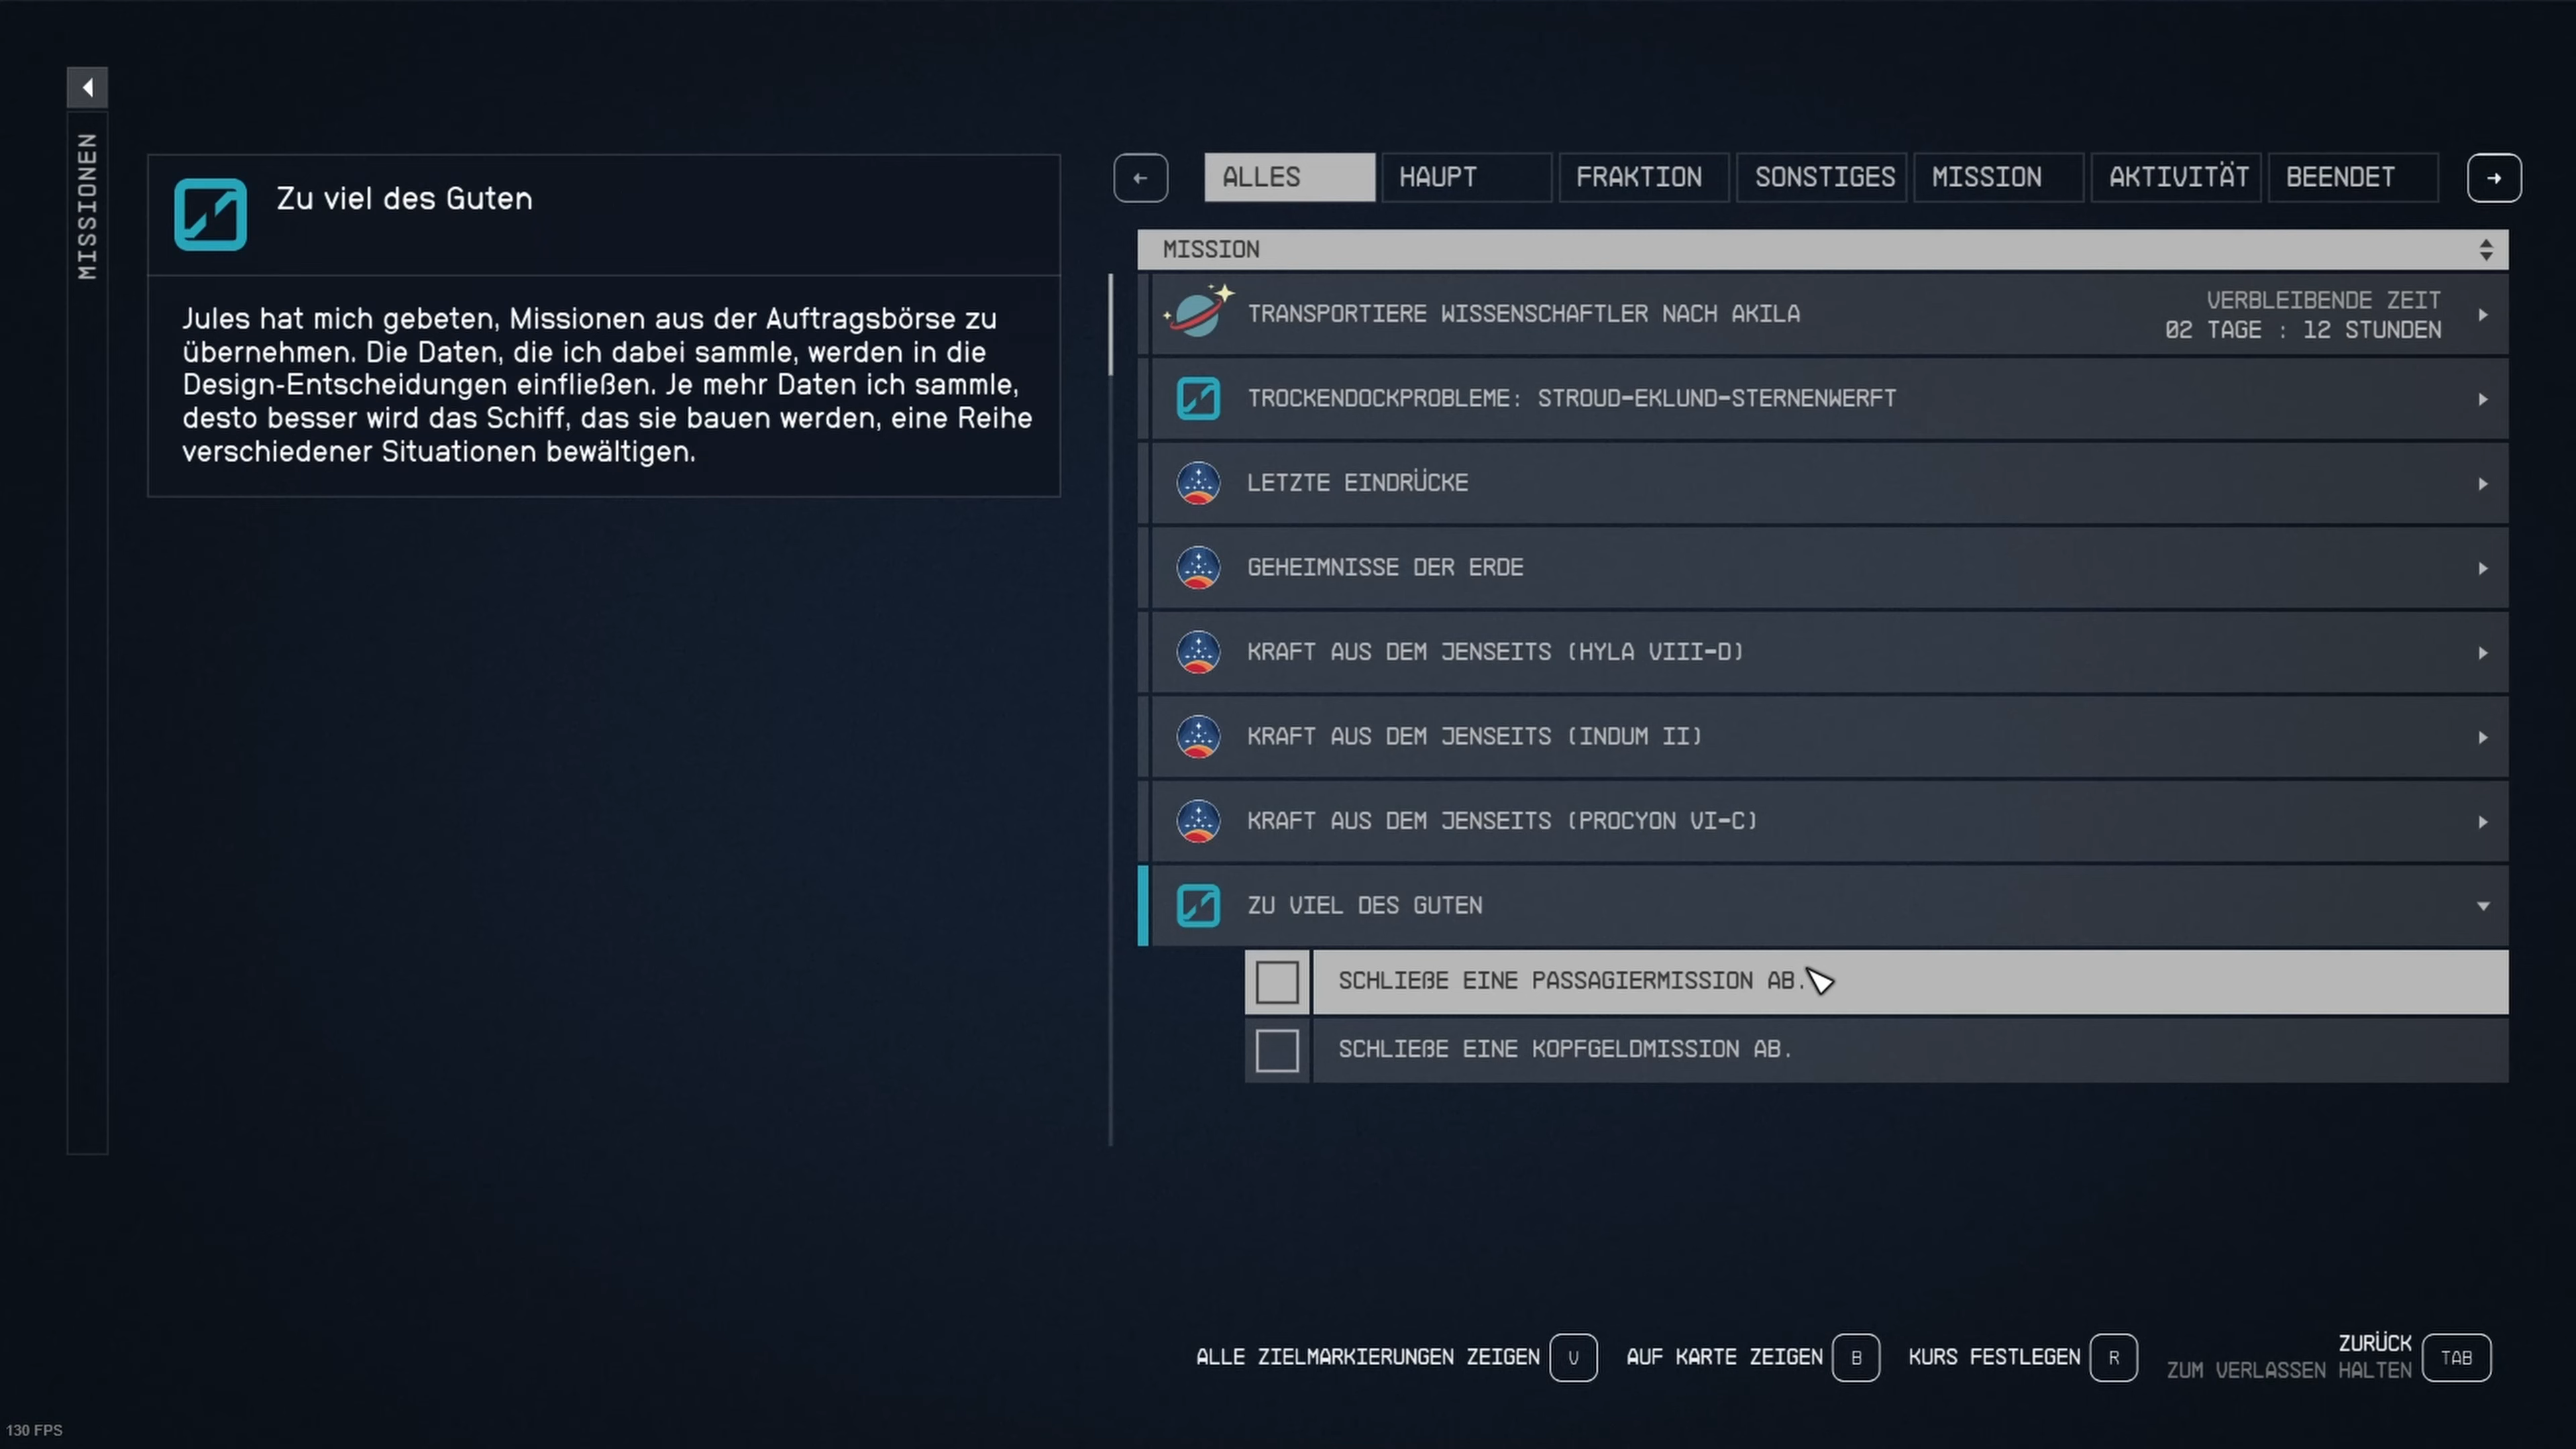 MISSIONEN
Zu viel des Guten
Jules hat mich gebeten, Missionen aus der Auftragsbörse zu
übernehmen. Die Daten, die ich dabei sammle, werden in die
Design-Entscheidungen einfließen. Je mehr Daten ich sammle,
desto besser wird das Schiff, das sie bauen werden, eine Reihe
verschiedener Situationen bewältigen.
ALLES HAUPT FRAKTION SONSTIGES MISSION AKTIVITÄT BEENDET
MISSION
TRANSPORTIERE WISSENSCHAFTLER NACH AKILA
VERBLEIBENDE ZEIT
02 TAGE : 12 STUNDEN
TROCKENDOCKPROBLEME: STROUD-EKLUND-STERNENWERFT
LETZTE EINDRÜCKE
GEHEIMNISSE DER ERDE
KRAFT AUS DEM JENSEITS (HYLA VIII-D)
KRAFT AUS DEM JENSEITS (INDUM II)
KRAFT AUS DEM JENSEITS (PROCYON VI-C)
ZU VIEL DES GUTEN
SCHLIEßE EINE PASSAGIERMISSION AB.
SCHLIEßE EINE KOPFGELDMISSION AB.
ALLE ZIELMARKIERUNGEN ZEIGEN V AUF KARTE ZEIGEN B KURS FESTLEGEN R ZURÜCK TAB
ZUM VERLASSEN HALTEN
130 FPS